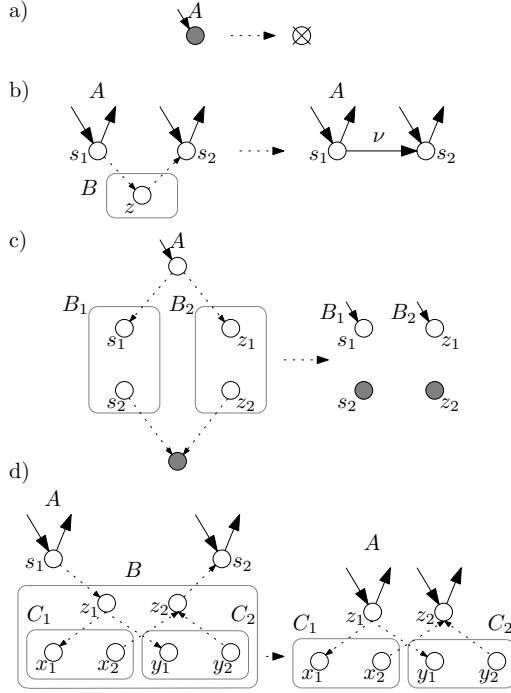 a)
A
b)
A A
s₁ s₂ s₁ ν s₂
B
z
c)
A
B₁ B₂ B₁ B₂
s₁ z₁ s₁ z₁
s₂ z₂ s₂ z₂
d)
A
s₁ s₂
B A
z₁ z₂ z₁ z₂
C₁ C₂ C₁ C₂
x₁ x₂ y₁ y₂ x₁ x₂ y₁ y₂